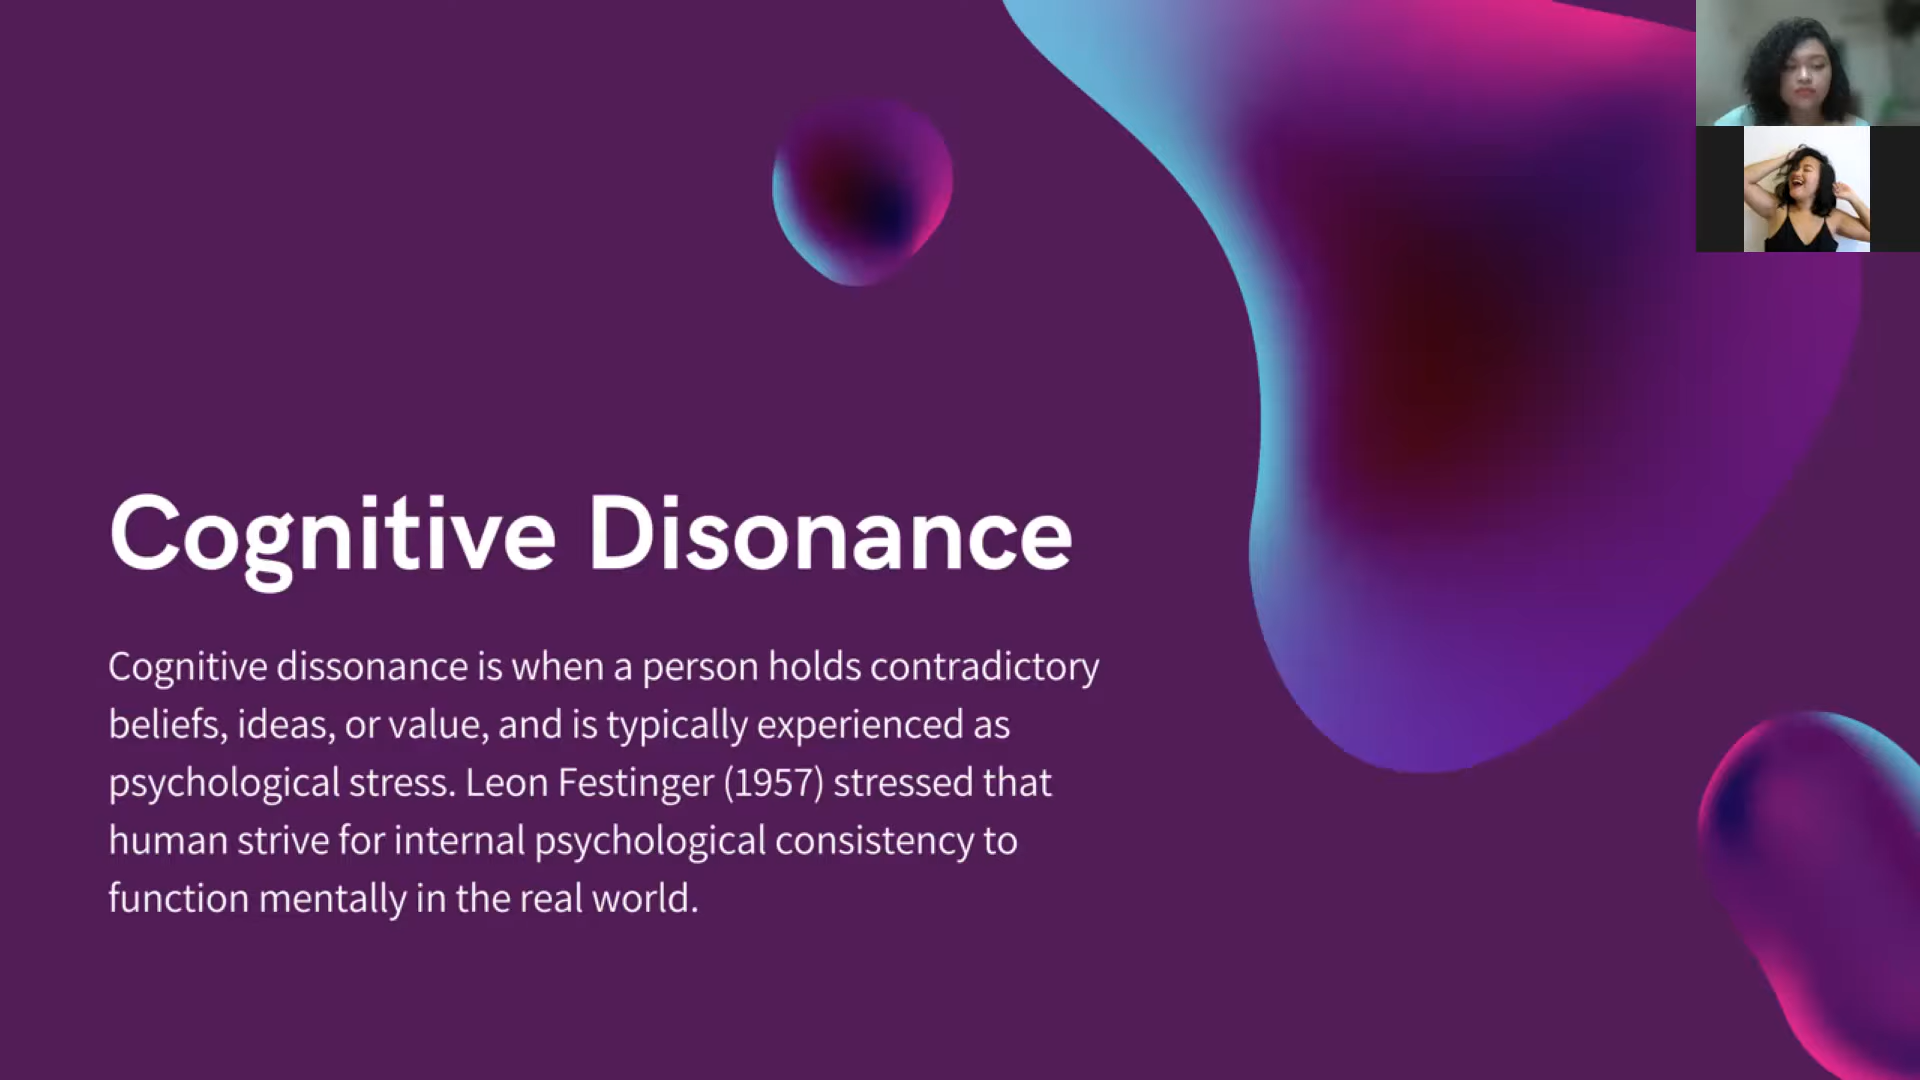 Cognitive Disonance
Cognitive dissonance is when a person holds contradictory
beliefs, ideas, or value, and is typically experienced as
psychological stress. Leon Festinger (1957) stressed that
human strive for internal psychological consistency to
function mentally in the real world.